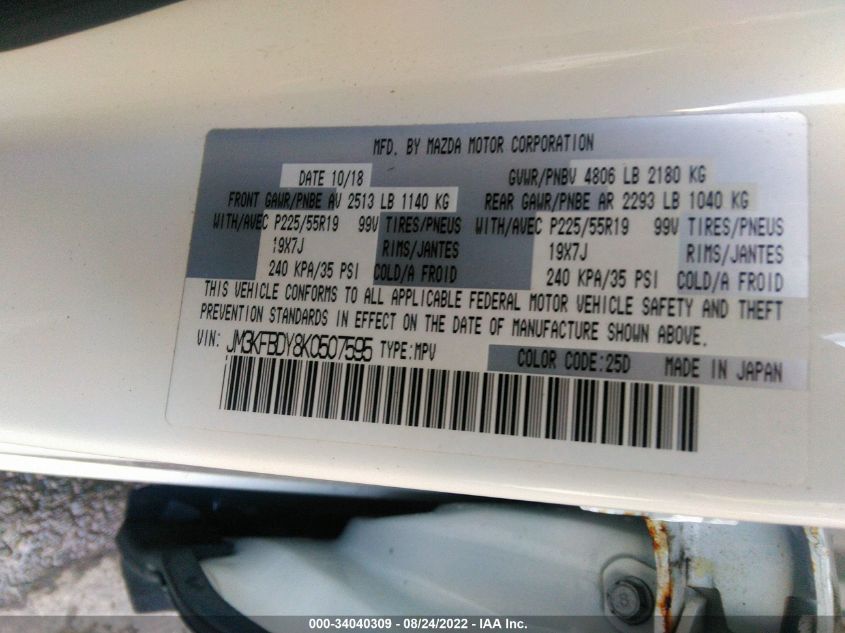 MFD. BY MAZDA MOTOR CORPORATION
DATE 10/18 GVWR/PNBV 4806 LB 2180 KG
FRONT GAWR/PNBE AV 2513 LB 1140 KG REAR GAWR/PNBE AR 2293 LB 1040 KG
WITH/AVEC P225/55R19 99V TIRES/PNEUS WITH/AVEC P225/55R19 99V TIRES/PNEUS
19X7J RIMS/JANTES 19X7J RIMS/JANTES
240 KPA/35 PSI COLD/A FROID 240 KPA/35 PSI COLD/A FROID
THIS VEHICLE CONFORMS TO ALL APPLICABLE FEDERAL MOTOR VEHICLE SAFETY AND THEFT
PREVENTION STANDARDS IN EFFECT ON THE DATE OF MANUFACTURE SHOWN ABOVE.
VIN: JM3KFBDY8K0507595 TYPE:MPV
COLOR CODE:25D MADE IN JAPAN
000-34040309 - 08/24/2022 - IAA Inc.